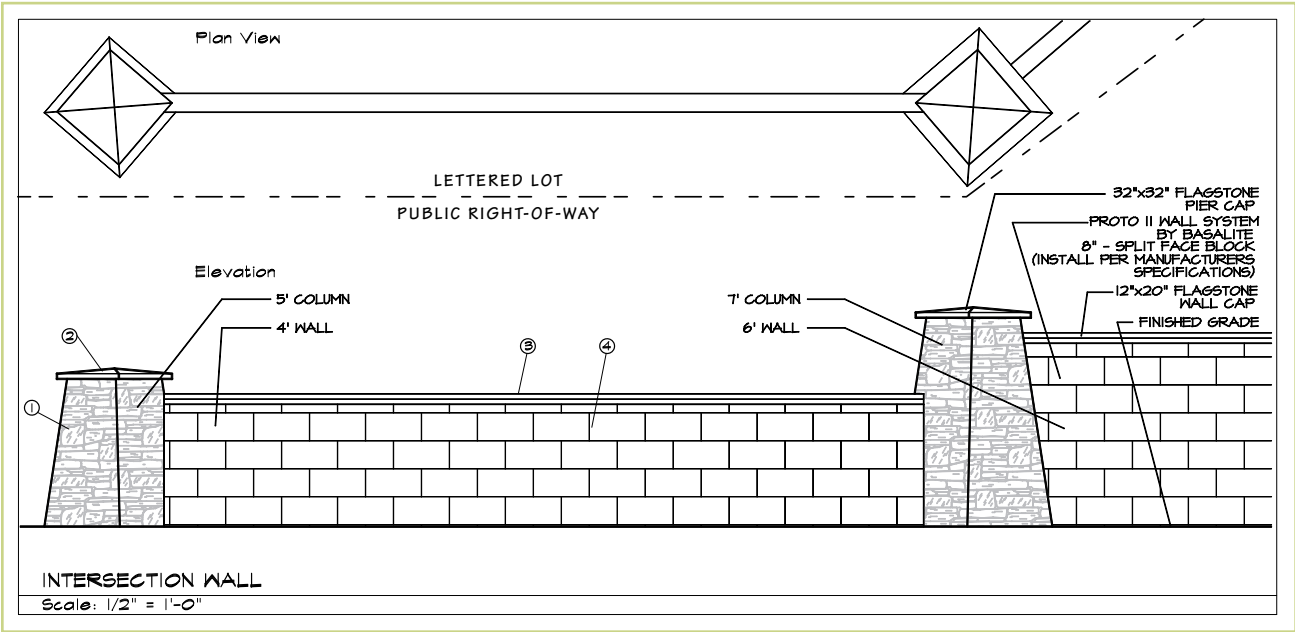 Plan View
LETTERED LOT
PUBLIC RIGHT-OF-WAY
32"x32" FLAGSTONE
PIER CAP
PROTO II WALL SYSTEM
BY BASALITE
8" - SPLIT FACE BLOCK
(INSTALL PER MANUFACTURERS
SPECIFICATIONS)
12"x20" FLAGSTONE
WALL CAP
FINISHED GRADE
Elevation
5' COLUMN
4' WALL
7' COLUMN
6' WALL
2
3
4
1
INTERSECTION WALL
Scale: 1/2" = 1'-0"